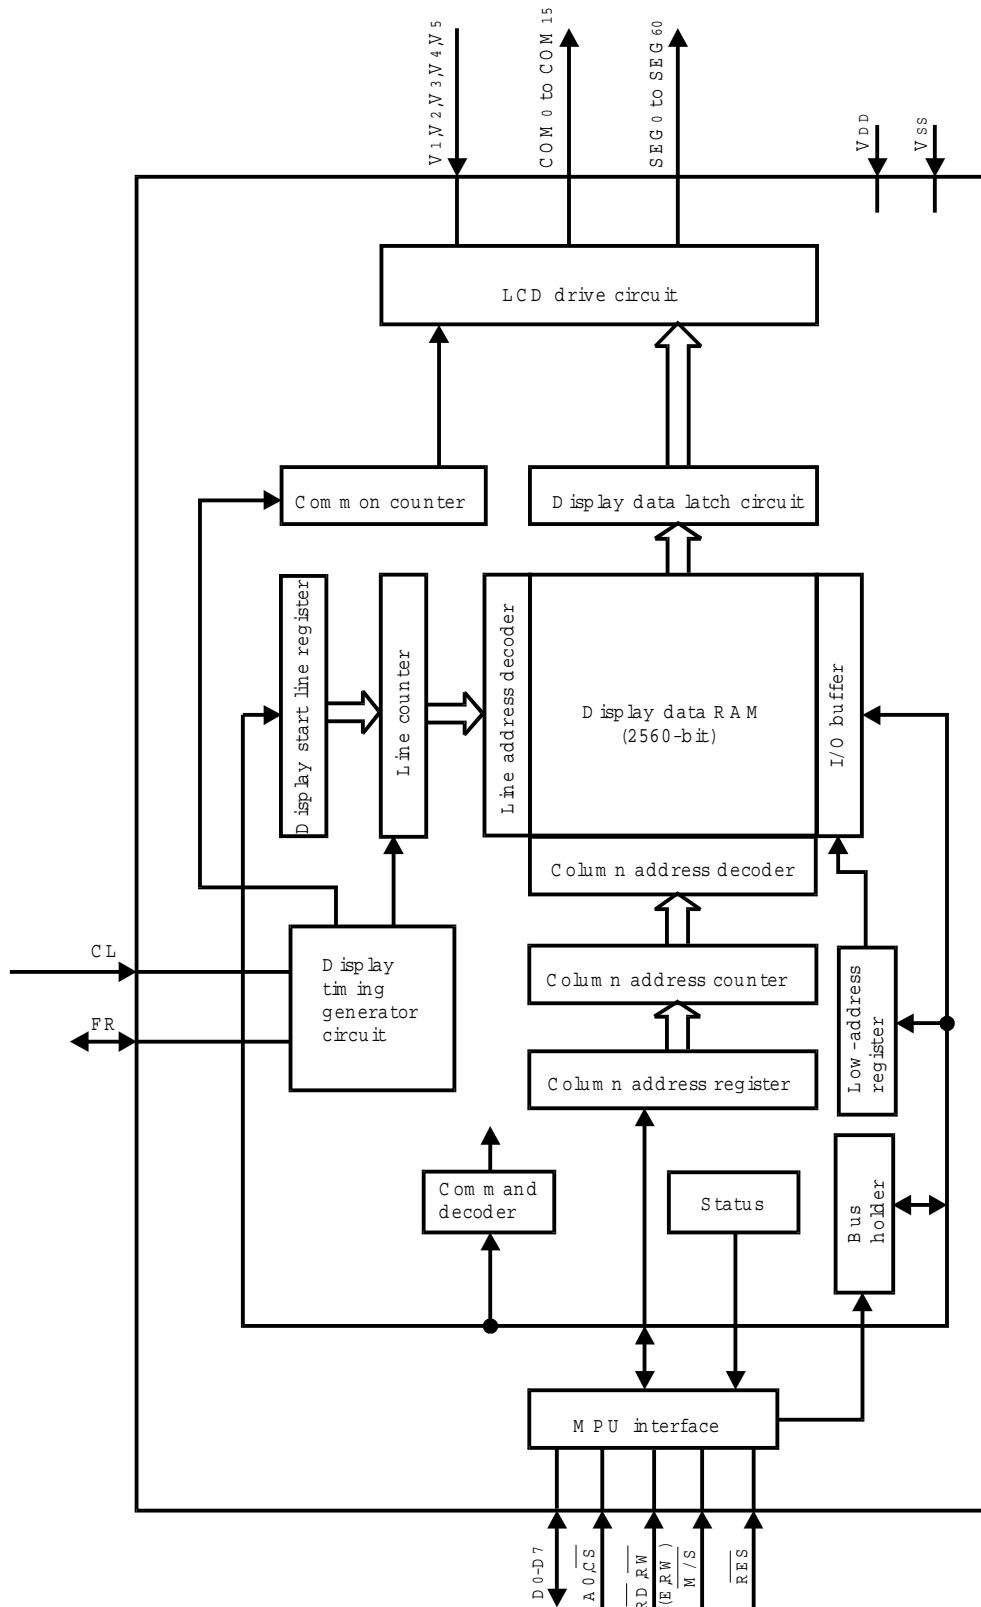 V1,V2,V3,V4,V5
COM0 to COM15
SEG0 to SEG60
VDD
VSS
LCD drive circuit
Common counter
Display data latch circuit
Display start line register
Line counter
Line address decoder
Display data RAM
(2560-bit)
I/O buffer
Column address decoder
CL
FR
Display
timing
generator
circuit
Column address counter
Column address register
Low-address
register
Command
decoder
Status
Bus
holder
MPU interface
D0-D7
A0,CS
RD,RW
(E,RW)
M/S
RES